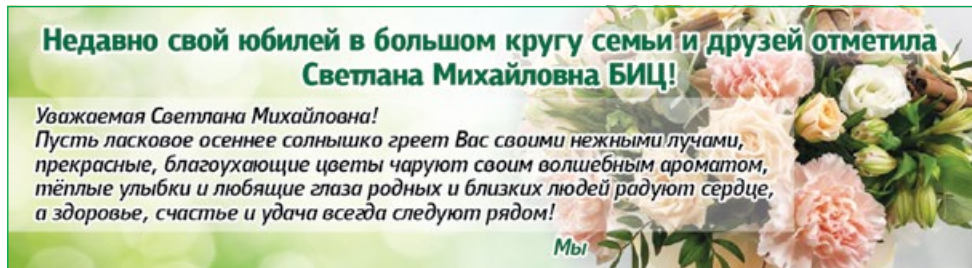 Недавно свой юбилей в большом кругу семьи и друзей отметила
Светлана Михайловна БИЦ!
Уважаемая Светлана Михайловна!
Пусть ласковое осеннее солнышко греет Вас своими нежными лучами,
прекрасные, благоухающие цветы чаруют своим волшебным ароматом,
тёплые улыбки и любящие глаза родных и близких людей радуют сердце,
а здоровье, счастье и удача всегда следуют рядом!
Мы